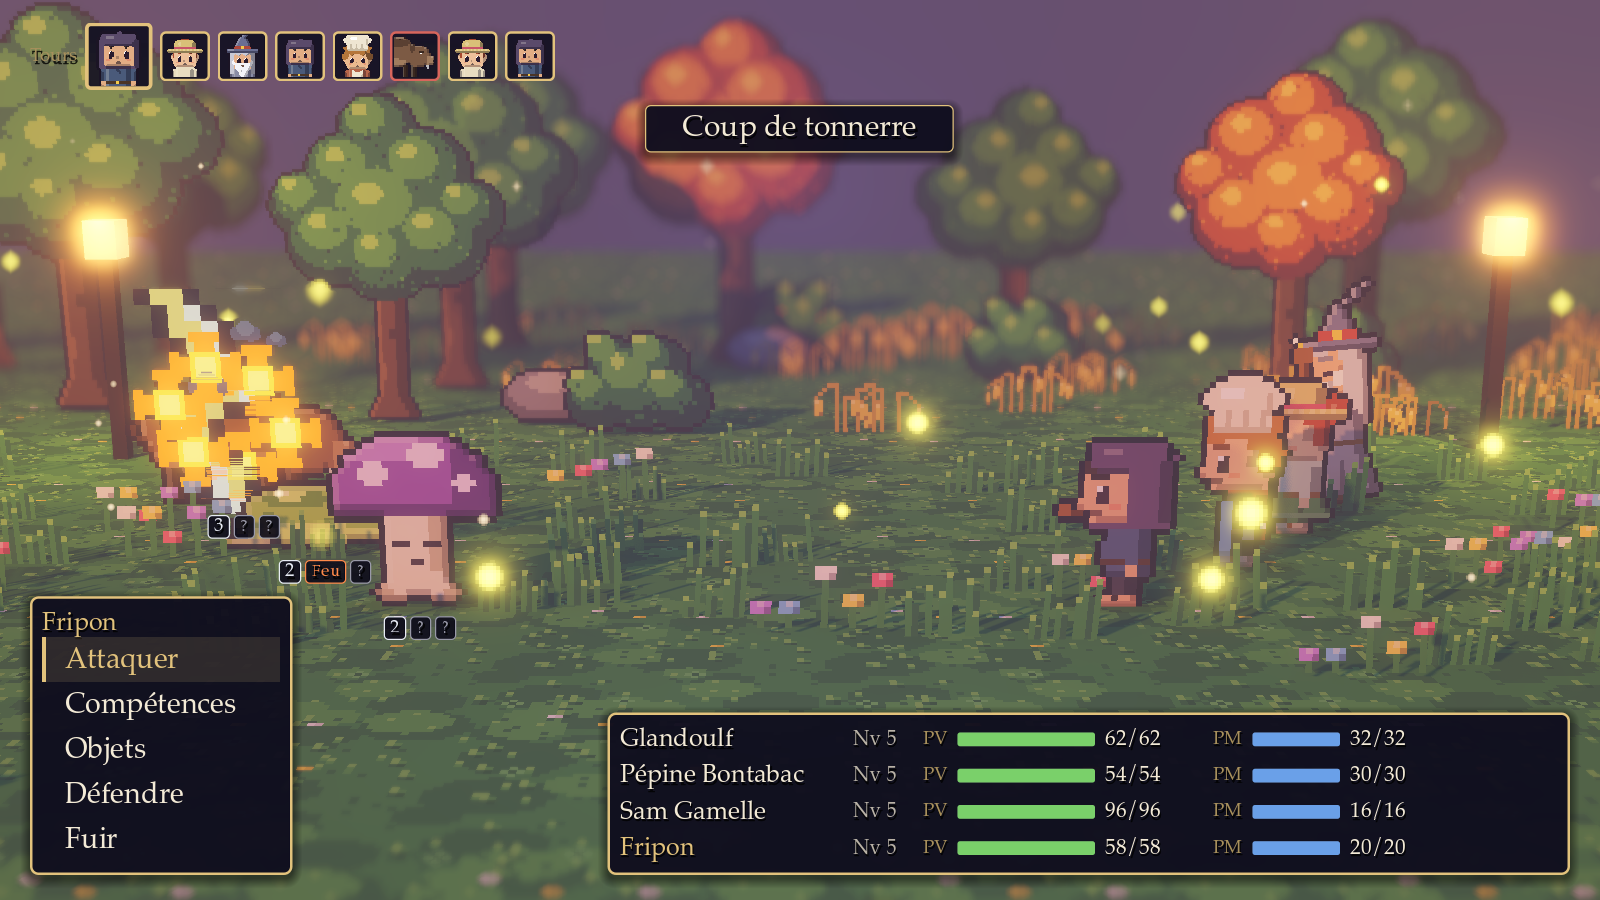 Tours
Coup de tonnerre
3 ? ?
2 Feu ?
2 ? ?
Fripon
Attaquer
Compétences
Objets
Défendre
Fuir
Glandoulf Nv 5 PV 62/62 PM 32/32
Pépine Bontabac Nv 5 PV 54/54 PM 30/30
Sam Gamelle Nv 5 PV 96/96 PM 16/16
Fripon Nv 5 PV 58/58 PM 20/20